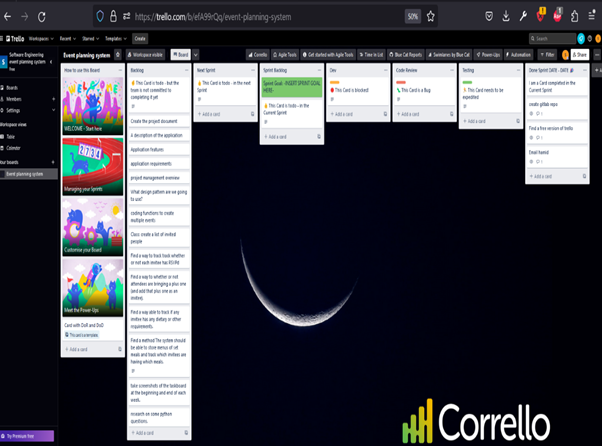 https://trello.com/b/efA99rQq/event-planning-system
50%
Trello
Workspaces
Recent
Starred
Templates
Create
Search
Software Engineering
event planning system
Free
Event planning system
Workspace visible
Board
Corrello
Agile Tools
Get started with Agile Tools
Time in List
Blue Cat Reports
Swimlanes by Blue Cat
Power-Ups
Automation
Filter
Share
Boards
Members
Settings
Workspace views
Table
Calendar
Your boards
Event planning system
Try Premium free
How to use this Board
WELCOME - Start here
Managing your Sprints
Customise your Board
Meet the Power-Ups
Card with DoR and DoD
This card is a template.
+ Add a card
Backlog
This Card is todo - but the
team is not committed to
completing it yet
Create the project document
A description of the application
Application features
application requirements
project management overview
What design pattern are we going
to use?
coding functions to create
multiple events
Class: create a list of invited
people
Find a way to track whether
or not each invitee has RSVPd
Find a way to whether or not
attendees are bringing a plus one
(and add that plus one as an
invitee).
Find a way able to track if any
invitee has any dietary or other
requirements.
Find a method The system should
be able to store menus of set
meals and track which invitees are
having which meals.
take screenshots of the taskboard
at the beginning and end of each
week.
research on some python
questions.
+ Add a card
Next Sprint
This Card is todo - in the next
Sprint
+ Add a card
Sprint Backlog
Sprint Goal - INSERT SPRINT GOAL
HERE
This Card is todo - in the
Current Sprint
+ Add a card
Dev
This card is blocked!
+ Add a card
Code Review
This Card is a Bug
+ Add a card
Testing
This Card needs to be
expedited
+ Add a card
Done Sprint DATE - DATE
I am a Card completed in the
Current Sprint
create gitlab repo
Find a free version of trello
Email hamid
+ Add a card
Corrello